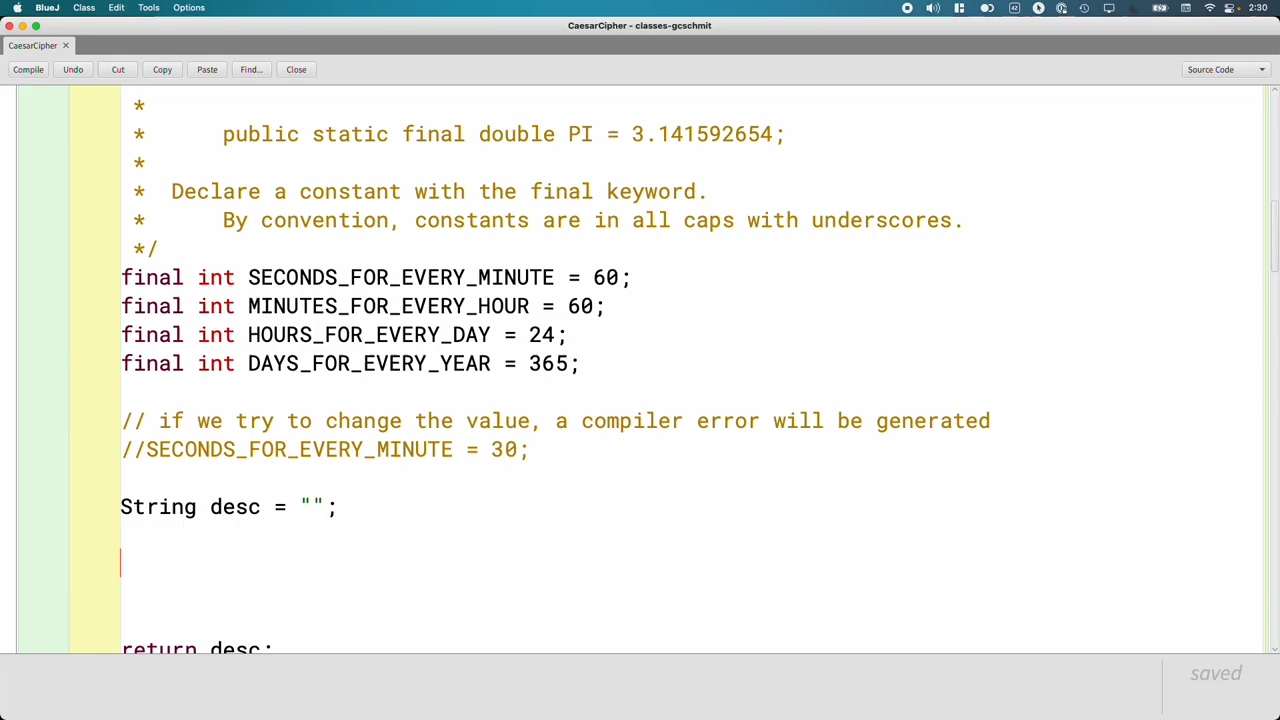 BlueJ Class Edit Tools Options 42 2:30
CaesarCipher - classes-gcschmit
CaesarCipher ×
Compile Undo Cut Copy Paste Find... Close Source Code
*
* public static final double PI = 3.141592654;
*
* Declare a constant with the final keyword.
* By convention, constants are in all caps with underscores.
*/
final int SECONDS_FOR_EVERY_MINUTE = 60;
final int MINUTES_FOR_EVERY_HOUR = 60;
final int HOURS_FOR_EVERY_DAY = 24;
final int DAYS_FOR_EVERY_YEAR = 365;
// if we try to change the value, a compiler error will be generated
//SECONDS_FOR_EVERY_MINUTE = 30;
String desc = "";
return desc;
saved